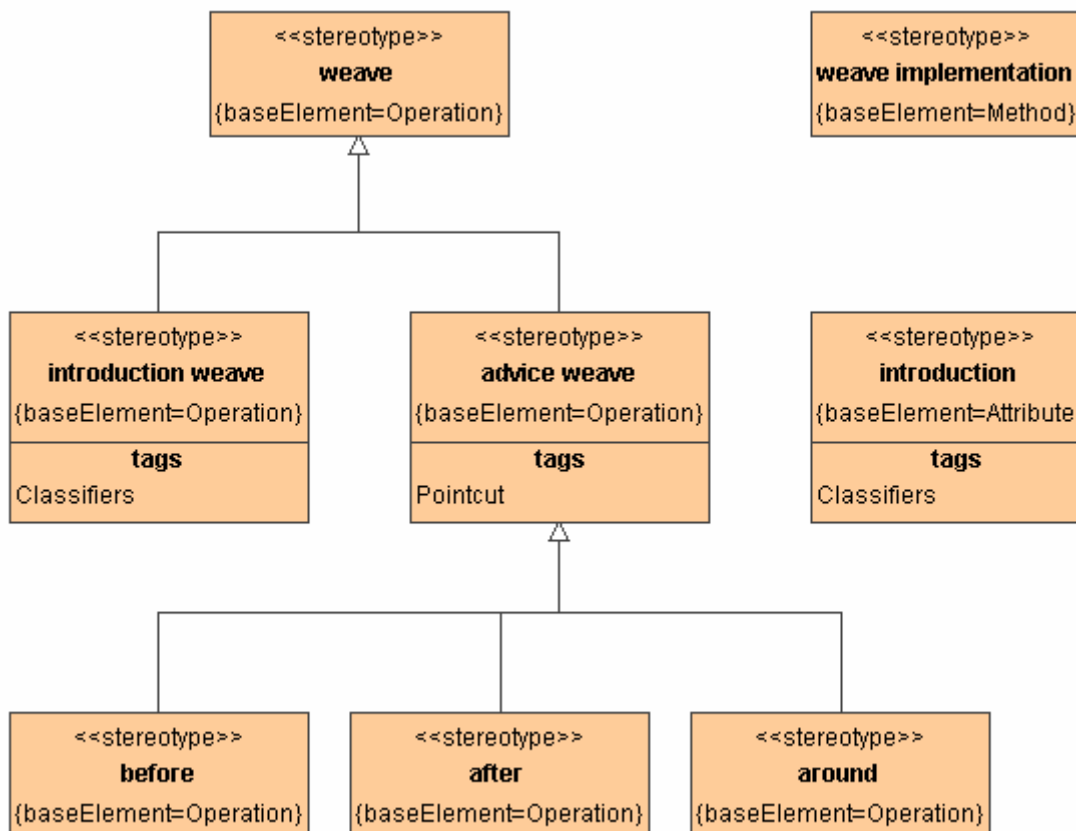 <<stereotype>>
weave
{baseElement=Operation}
<<stereotype>>
weave implementation
{baseElement=Method}
<<stereotype>>
introduction weave
{baseElement=Operation}
tags
Classifiers
<<stereotype>>
advice weave
{baseElement=Operation}
tags
Pointcut
<<stereotype>>
introduction
{baseElement=Attribute
tags
Classifiers
<<stereotype>>
before
{baseElement=Operation}
<<stereotype>>
after
{baseElement=Operation}
<<stereotype>>
around
{baseElement=Operation}